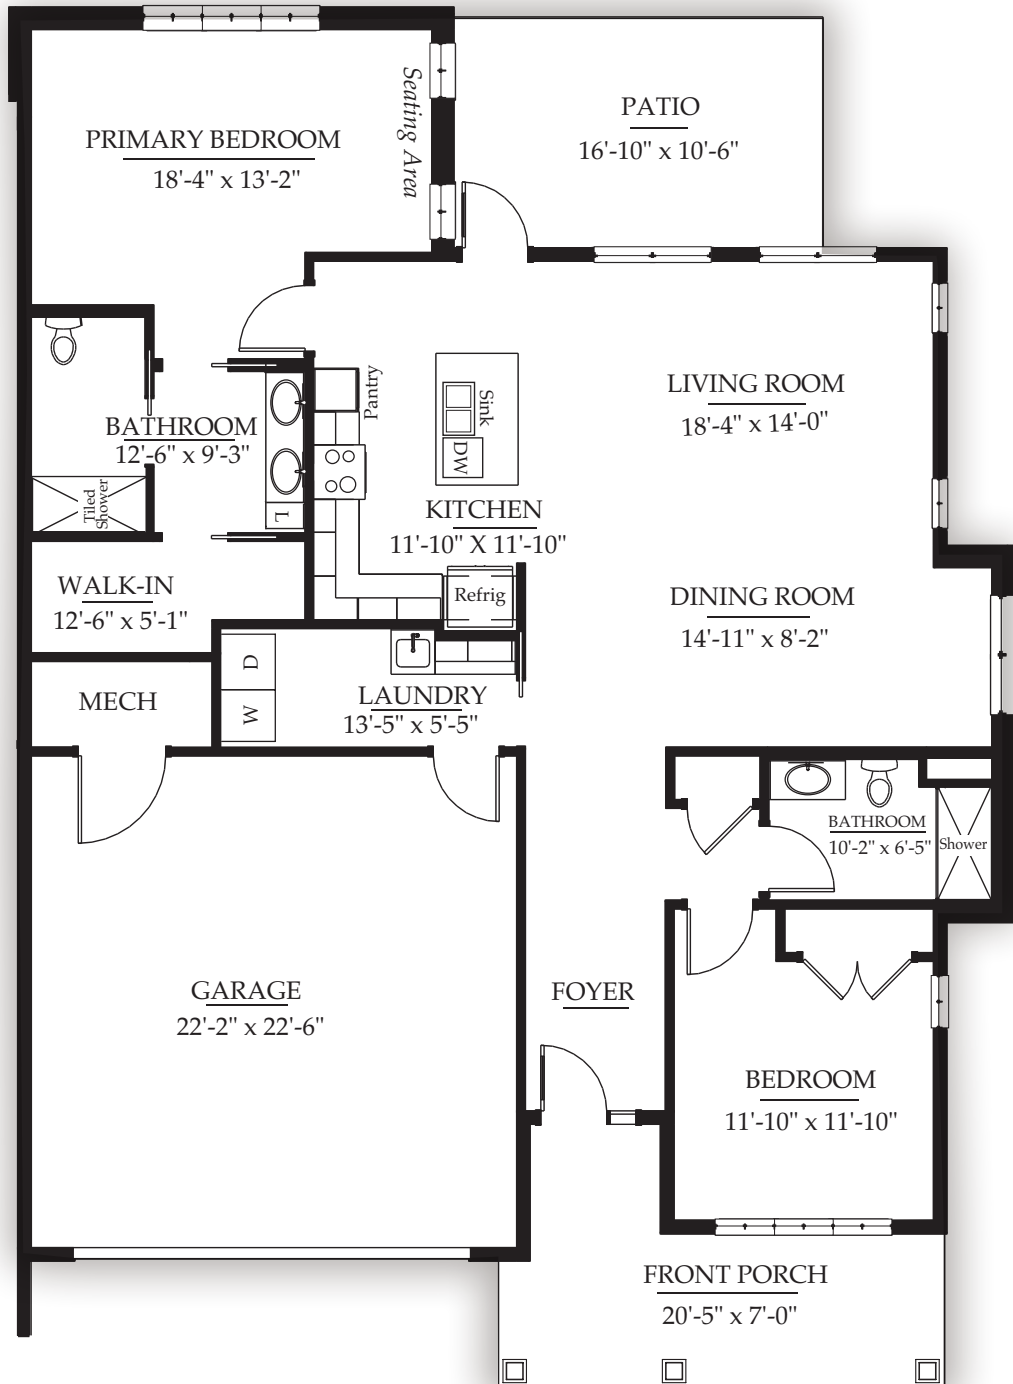 PRIMARY BEDROOM
18'-4" x 13'-2"
Seating Area
PATIO
16'-10" x 10'-6"
LIVING ROOM
18'-4" x 14'-0"
Pantry
Sink
DW
BATHROOM
12'-6" x 9'-3"
Tiled
Shower
L
KITCHEN
11'-10" X 11'-10"
Refrig
WALK-IN
12'-6" x 5'-1"
DINING ROOM
14'-11" x 8'-2"
MECH
D
W
LAUNDRY
13'-5" x 5'-5"
BATHROOM
10'-2" x 6'-5"
Shower
GARAGE
22'-2" x 22'-6"
FOYER
BEDROOM
11'-10" x 11'-10"
FRONT PORCH
20'-5" x 7'-0"